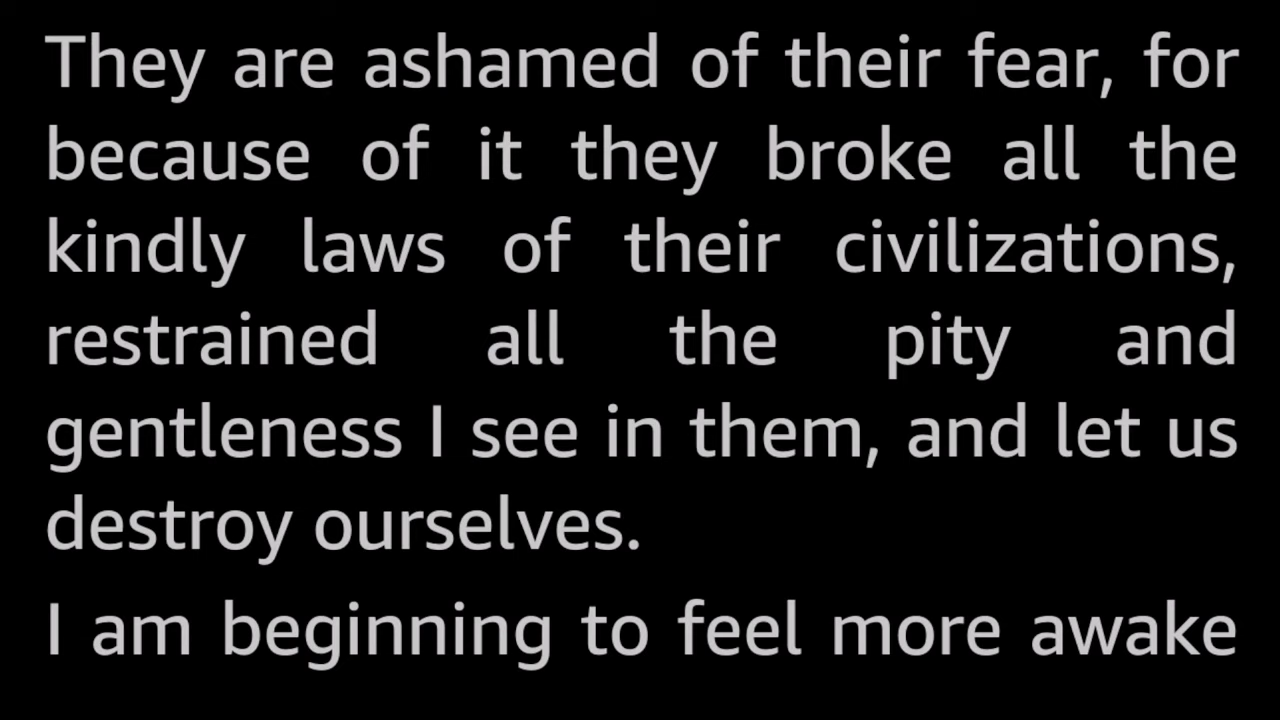 They are ashamed of their fear, for
because of it they broke all the
kindly laws of their civilizations,
restrained all the pity and
gentleness I see in them, and let us
destroy ourselves.
I am beginning to feel more awake